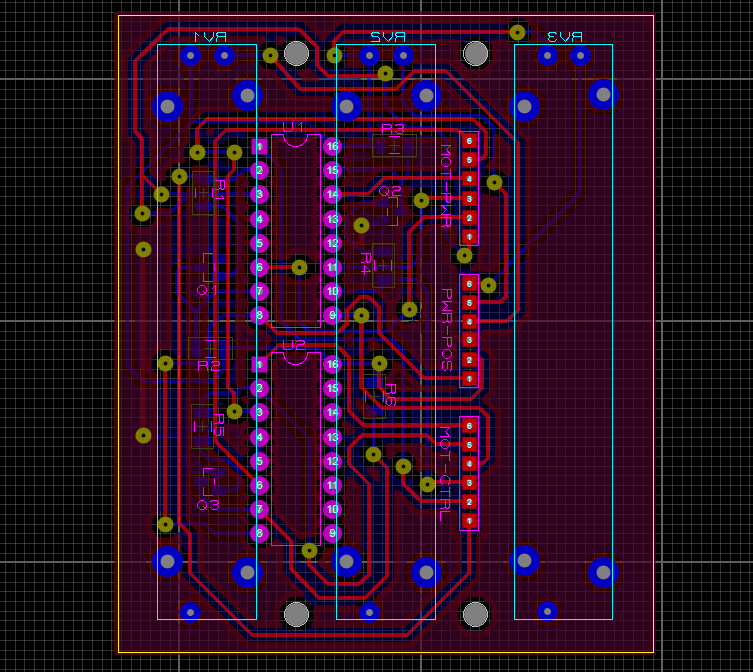 RV1 RV2 RV3
U1
R3
1 16
2 15
3 14
4 13
5 12
6 11
7 10
8 9
R1
Q2
Q1
R4
R2
MOT-PWR
6
5
4
3
2
1
PWR-POS
6
5
4
3
2
1
U2
1 16
2 15
3 14
4 13
5 12
6 11
7 10
8 9
R5
R6
Q3
MOT-CTRL
6
5
4
3
2
1